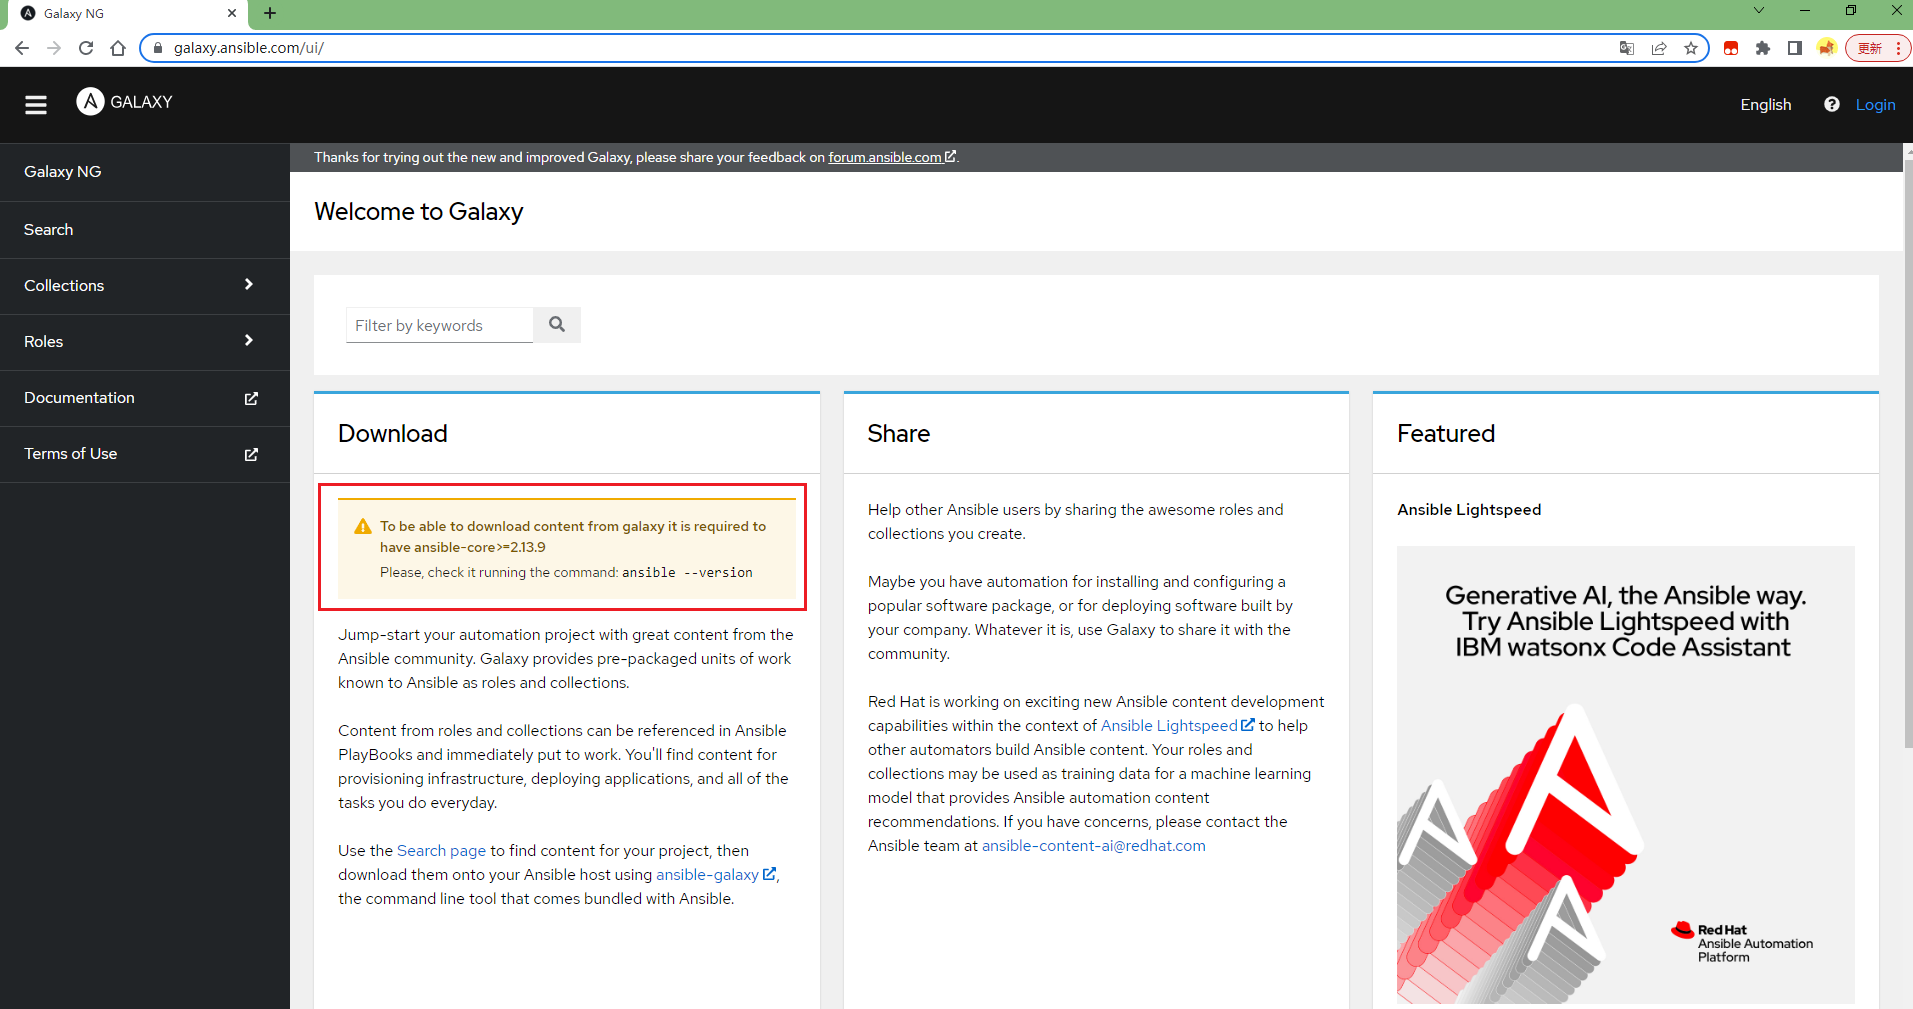 Galaxy NG
galaxy.ansible.com/ui/
更新
GALAXY
English
Login
Galaxy NG
Search
Collections
Roles
Documentation
Terms of Use
Thanks for trying out the new and improved Galaxy, please share your feedback on forum.ansible.com.
Welcome to Galaxy
Filter by keywords
Download
To be able to download content from galaxy it is required to
have ansible-core>=2.13.9
Please, check it running the command: ansible --version
Jump-start your automation project with great content from the
Ansible community. Galaxy provides pre-packaged units of work
known to Ansible as roles and collections.
Content from roles and collections can be referenced in Ansible
PlayBooks and immediately put to work. You'll find content for
provisioning infrastructure, deploying applications, and all of the
tasks you do everyday.
Use the Search page to find content for your project, then
download them onto your Ansible host using ansible-galaxy,
the command line tool that comes bundled with Ansible.
Share
Help other Ansible users by sharing the awesome roles and
collections you create.
Maybe you have automation for installing and configuring a
popular software package, or for deploying software built by
your company. Whatever it is, use Galaxy to share it with the
community.
Red Hat is working on exciting new Ansible content development
capabilities within the context of Ansible Lightspeed to help
other automators build Ansible content. Your roles and
collections may be used as training data for a machine learning
model that provides Ansible automation content
recommendations. If you have concerns, please contact the
Ansible team at ansible-content-ai@redhat.com
Featured
Ansible Lightspeed
Generative AI, the Ansible way.
Try Ansible Lightspeed with
IBM watsonx Code Assistant
Red Hat
Ansible Automation
Platform